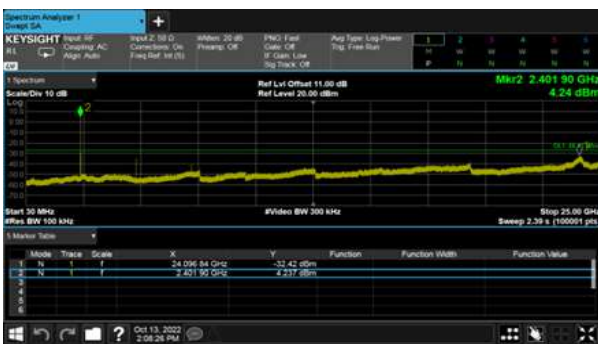 Spectrum Analyzer 1
Swept SA
KEYSIGHT Input: RF Input Z: 50 Ω #Atten: 20 dB PNO: Fast Avg Type: Log-Power 1 2 3 4 5 6
RL Coupling: AC Corrections: On Preamp: Off Gate: Off Trig: Free Run M W W W W W
Align: Auto Freq Ref: Int (S) IF Gain: Low
Sig Track: Off P N N N N N
1 Spectrum Ref Lvl Offset 11.00 dB Mkr2 2.401 90 GHz
Scale/Div 10 dB Ref Level 20.00 dBm 4.24 dBm
Log
2
Start 30 MHz #Video BW 300 kHz Stop 25.00 GHz
#Res BW 100 kHz Sweep 2.39 s (100001 pts)
5 Marker Table
Mode Trace Scale X Y Function Function Width Function Value
1 N 1 f 24.096 84 GHz -32.42 dBm
2 N 1 f 2.401 90 GHz 4.237 dBm
3
4
5
6
? Oct 13, 2022
2:08:26 PM